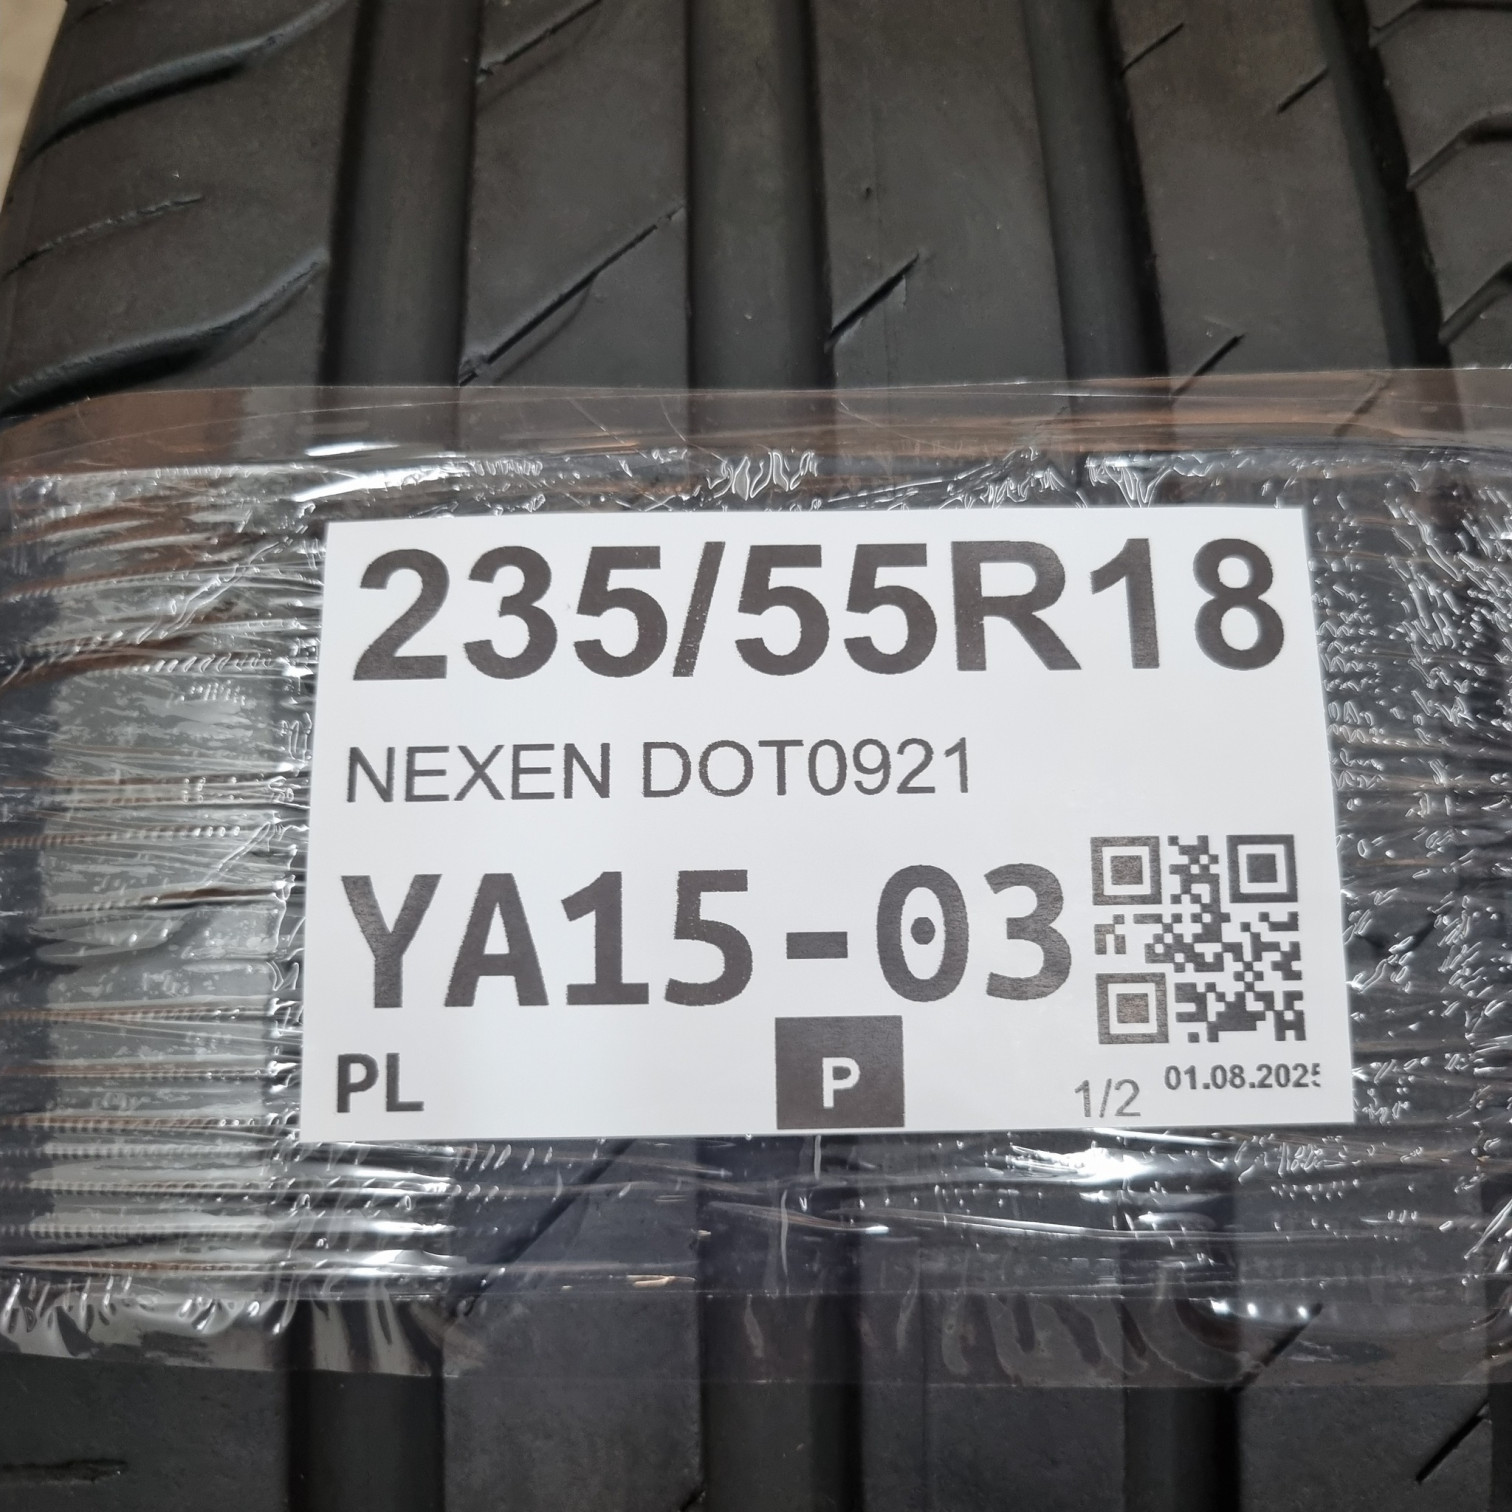 235/55R18
NEXEN DOT0921
YA15-03
PL
P
1/2
01.08.2025